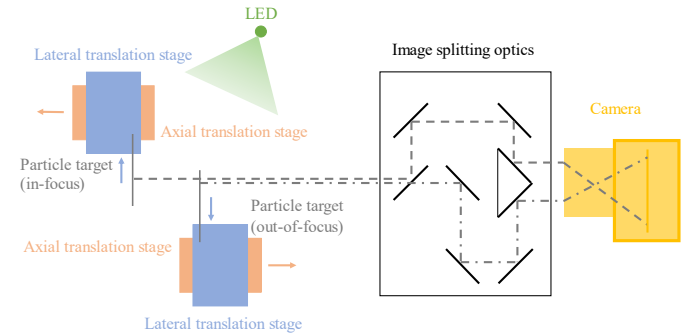 LED
Lateral translation stage
Image splitting optics
Camera
Axial translation stage
Particle target
(in-focus)
Particle target
(out-of-focus)
Axial translation stage
Lateral translation stage